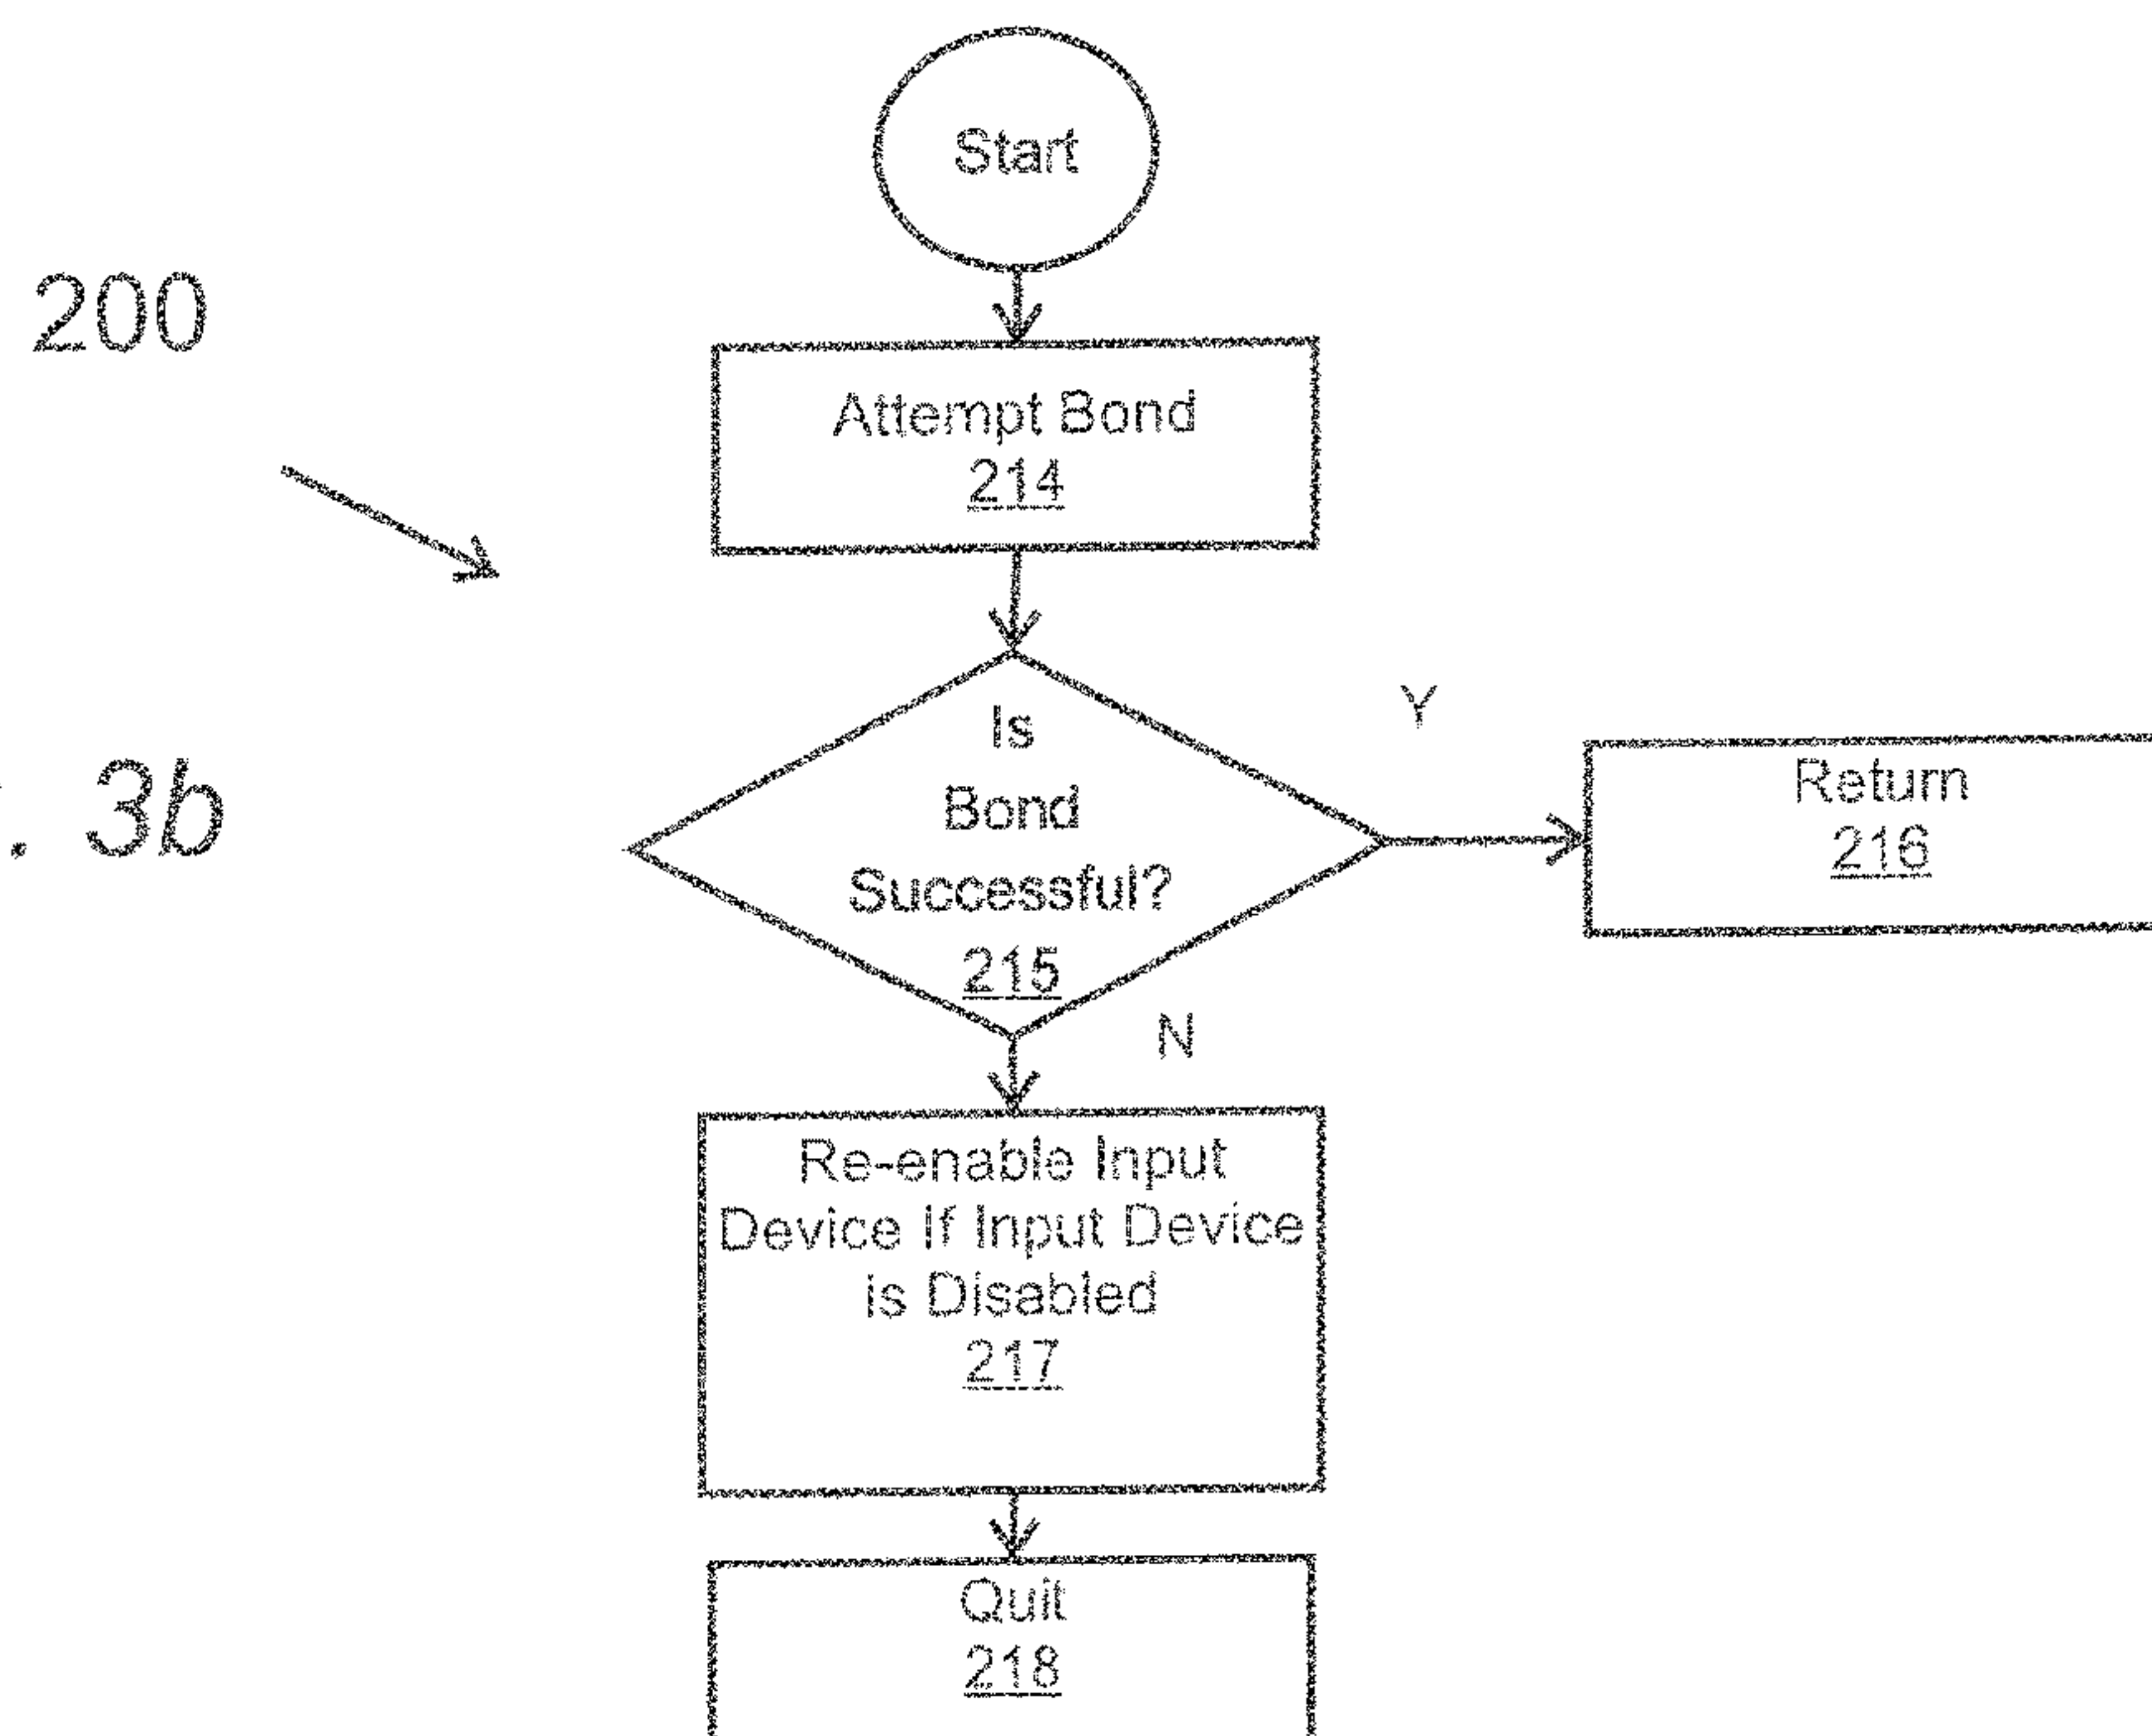 Start
200
Attempt Bond
214
Is
Bond
Successful?
215
Y
Return
216
. 3b
N
Re-enable Input
Device If Input Device
is Disabled
217
Quit
218